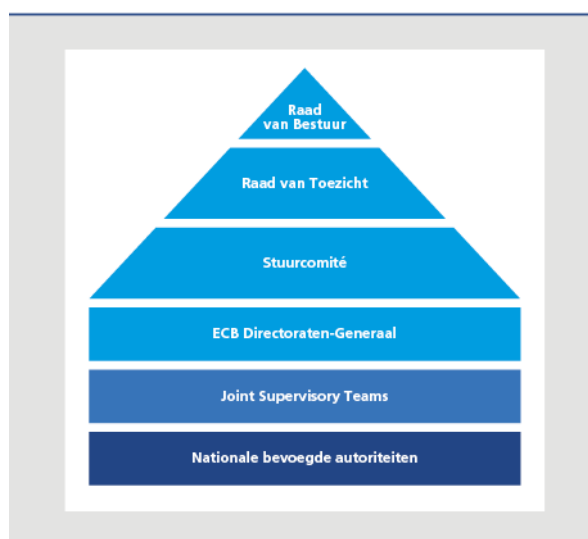 Raad
van Bestuur
Raad van Toezicht
Stuurcomité
ECB Directoraten-Generaal
Joint Supervisory Teams
Nationale bevoegde autoriteiten